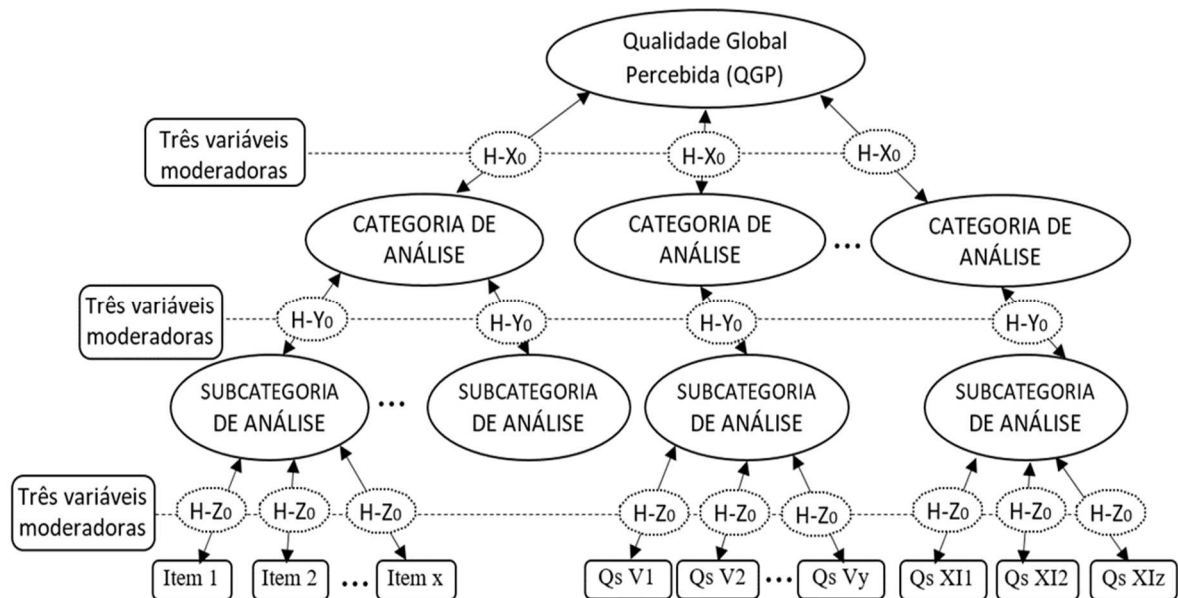 Qualidade Global
Percebida (QGP)
Três variáveis
moderadoras
H-X₀
H-X₀
H-X₀
CATEGORIA DE
ANÁLISE
CATEGORIA DE
ANÁLISE
...
CATEGORIA DE
ANÁLISE
Três variáveis
moderadoras
H-Y₀
H-Y₀
H-Y₀
H-Y₀
SUBCATEGORIA
DE ANÁLISE
...
SUBCATEGORIA
DE ANÁLISE
SUBCATEGORIA
DE ANÁLISE
SUBCATEGORIA
DE ANÁLISE
Três variáveis
moderadoras
H-Z₀
H-Z₀
H-Z₀
H-Z₀
H-Z₀
H-Z₀
H-Z₀
H-Z₀
H-Z₀
Item 1
Item 2
...
Item x
Qs V1
Qs V2
...
Qs Vy
Qs XI1
Qs XI2
Qs XIz